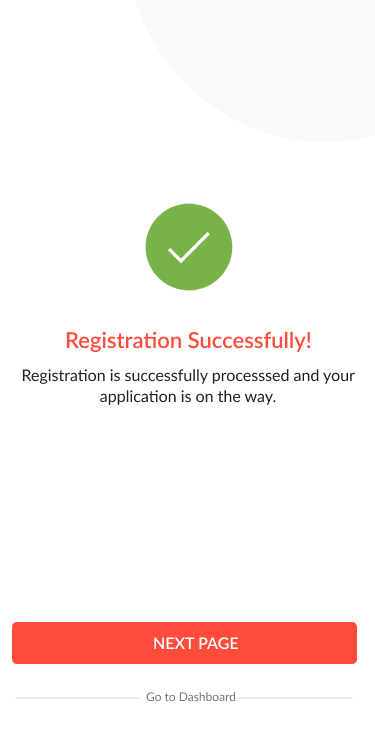 Registration Successfully!
Registration is successfully processsed and your
application is on the way.
NEXT PAGE
Go to Dashboard